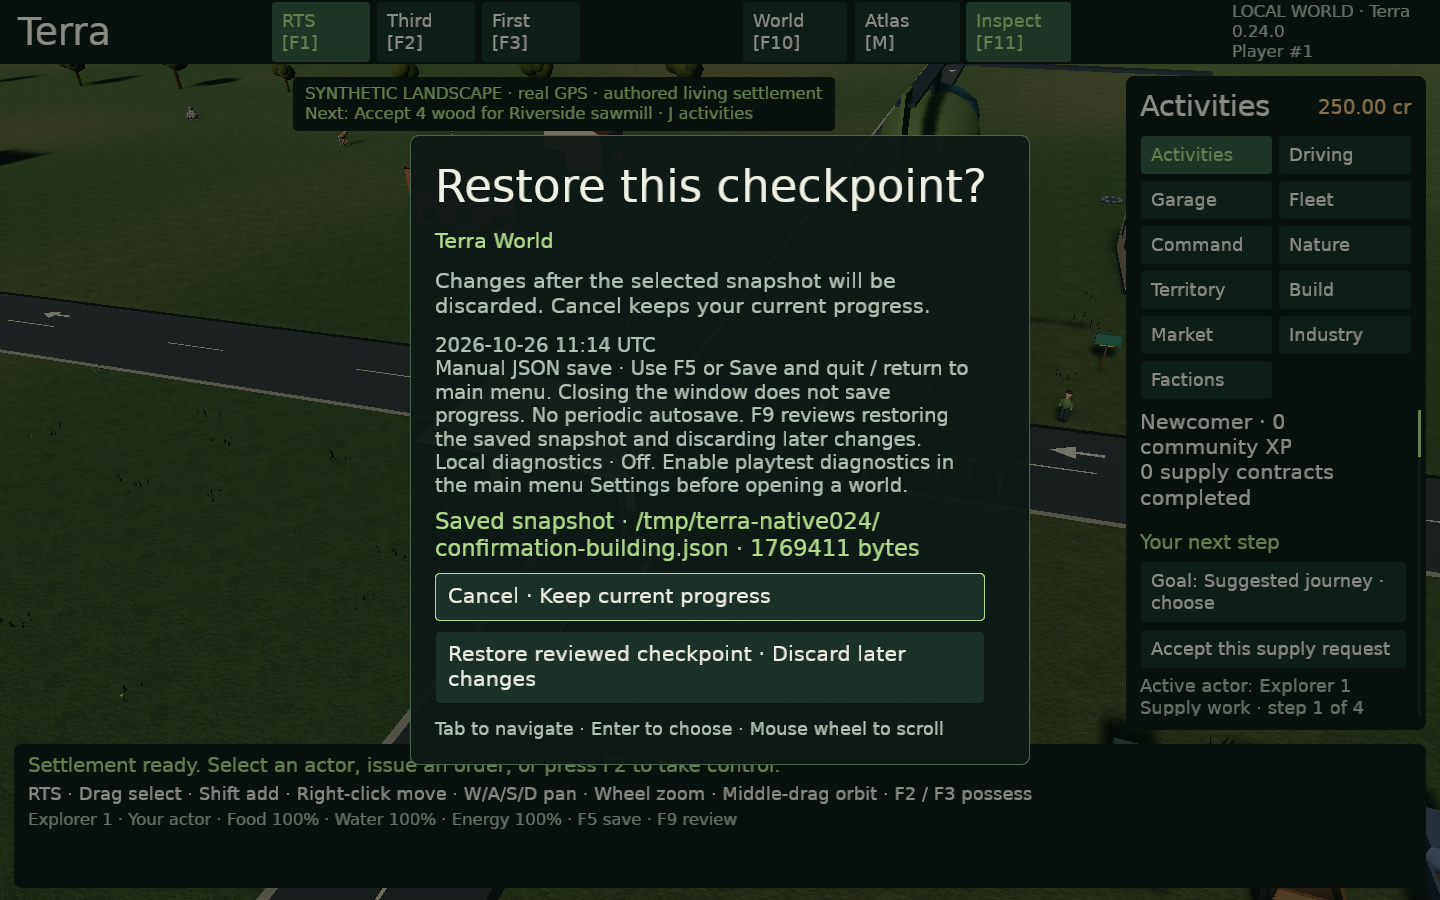 Terra
RTS
[F1]
Third
[F2]
First
[F3]
World
[F10]
Atlas
[M]
Inspect
[F11]
LOCAL WORLD · Terra
0.24.0
Player #1
SYNTHETIC LANDSCAPE · real GPS · authored living settlement
Next: Accept 4 wood for Riverside sawmill · J activities
Restore this checkpoint?
Terra World
Changes after the selected snapshot will be
discarded. Cancel keeps your current progress.
2026-10-26 11:14 UTC
Manual JSON save · Use F5 or Save and quit / return to
main menu. Closing the window does not save
progress. No periodic autosave. F9 reviews restoring
the saved snapshot and discarding later changes.
Local diagnostics · Off. Enable playtest diagnostics in
the main menu Settings before opening a world.
Saved snapshot · /tmp/terra-native024/
confirmation-building.json · 1769411 bytes
Cancel · Keep current progress
Restore reviewed checkpoint · Discard later
changes
Tab to navigate · Enter to choose · Mouse wheel to scroll
Activities
250.00 cr
Activities
Driving
Garage
Fleet
Command
Nature
Territory
Build
Market
Industry
Factions
Newcomer · 0
community XP
0 supply contracts
completed
Your next step
Goal: Suggested journey ·
choose
Accept this supply request
Active actor: Explorer 1
Supply work · step 1 of 4
Settlement ready. Select an actor, issue an order, or press F2 to take control.
RTS · Drag select · Shift add · Right-click move · W/A/S/D pan · Wheel zoom · Middle-drag orbit · F2 / F3 possess
Explorer 1 · Your actor · Food 100% · Water 100% · Energy 100% · F5 save · F9 review